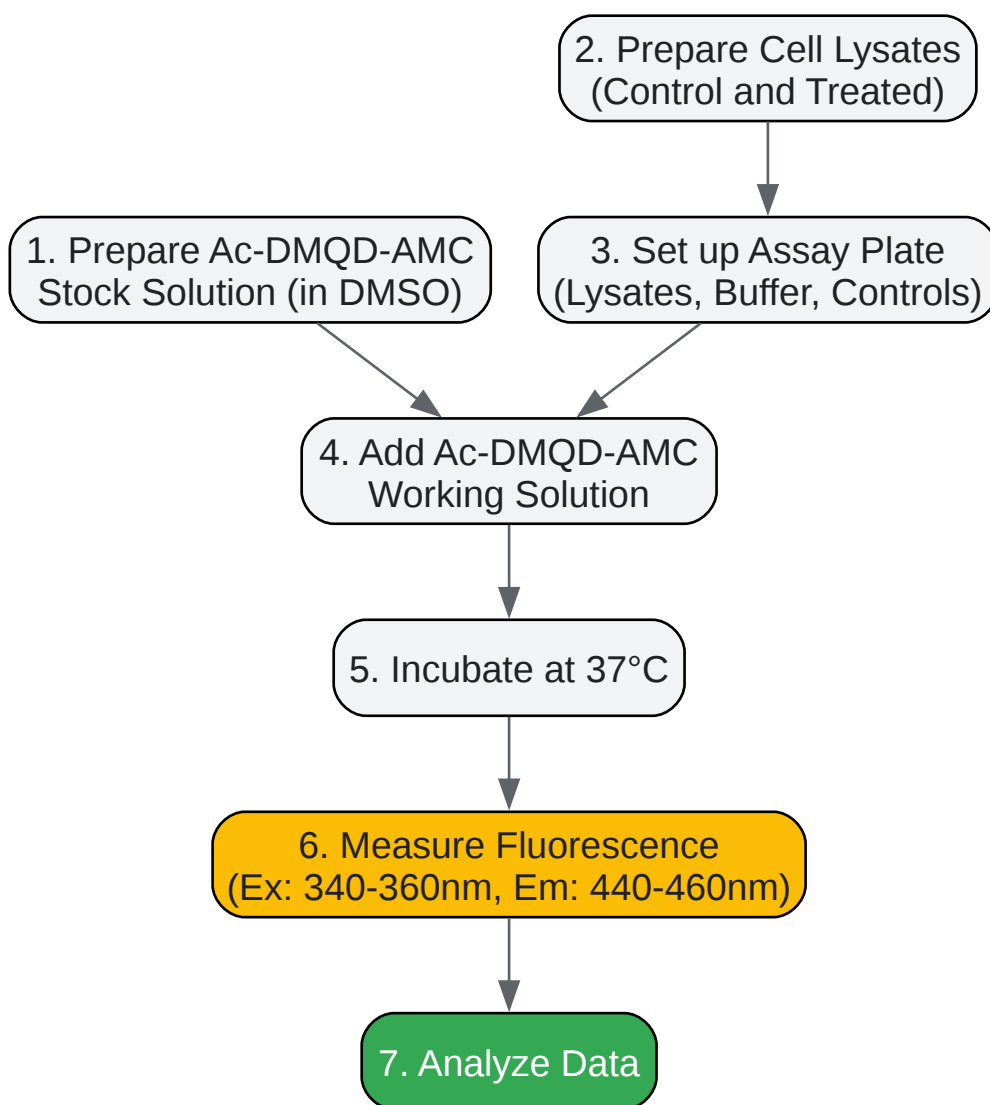 2. Prepare Cell Lysates
(Control and Treated)
1. Prepare Ac-DMQD-AMC
Stock Solution (in DMSO)
3. Set up Assay Plate
(Lysates, Buffer, Controls)
4. Add Ac-DMQD-AMC
Working Solution
5. Incubate at 37°C
6. Measure Fluorescence
(Ex: 340-360nm, Em: 440-460nm)
7. Analyze Data